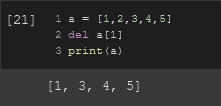 [21] 1 a = [1,2,3,4,5]
2 del a[1]
3 print(a)
[1, 3, 4, 5]